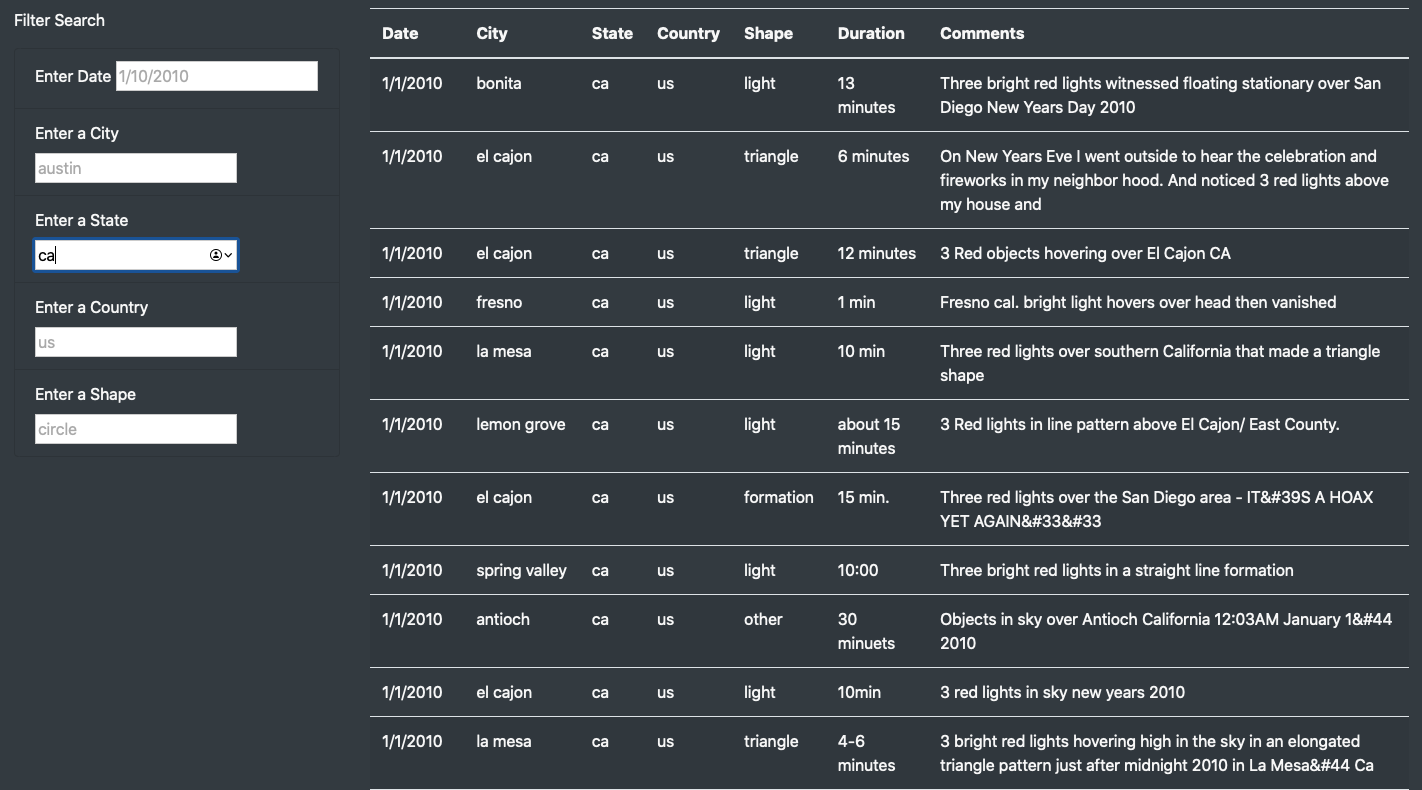 Filter Search
Enter Date 1/10/2010
Enter a City
austin
Enter a State
ca
Enter a Country
us
Enter a Shape
circle
Date City State Country Shape Duration Comments
1/1/2010 bonita ca us light 13 Three bright red lights witnessed floating stationary over San
minutes Diego New Years Day 2010
1/1/2010 el cajon ca us triangle 6 minutes On New Years Eve I went outside to hear the celebration and
fireworks in my neighbor hood. And noticed 3 red lights above
my house and
1/1/2010 el cajon ca us triangle 12 minutes 3 Red objects hovering over El Cajon CA
1/1/2010 fresno ca us light 1 min Fresno cal. bright light hovers over head then vanished
1/1/2010 la mesa ca us light 10 min Three red lights over southern California that made a triangle
shape
1/1/2010 lemon grove ca us light about 15 3 Red lights in line pattern above El Cajon/ East County.
minutes
1/1/2010 el cajon ca us formation 15 min. Three red lights over the San Diego area - IT&#39S A HOAX
YET AGAIN&#33&#33
1/1/2010 spring valley ca us light 10:00 Three bright red lights in a straight line formation
1/1/2010 antioch ca us other 30 Objects in sky over Antioch California 12:03AM January 1&#44
minuets 2010
1/1/2010 el cajon ca us light 10min 3 red lights in sky new years 2010
1/1/2010 la mesa ca us triangle 4-6 3 bright red lights hovering high in the sky in an elongated
minutes triangle pattern just after midnight 2010 in La Mesa&#44 Ca